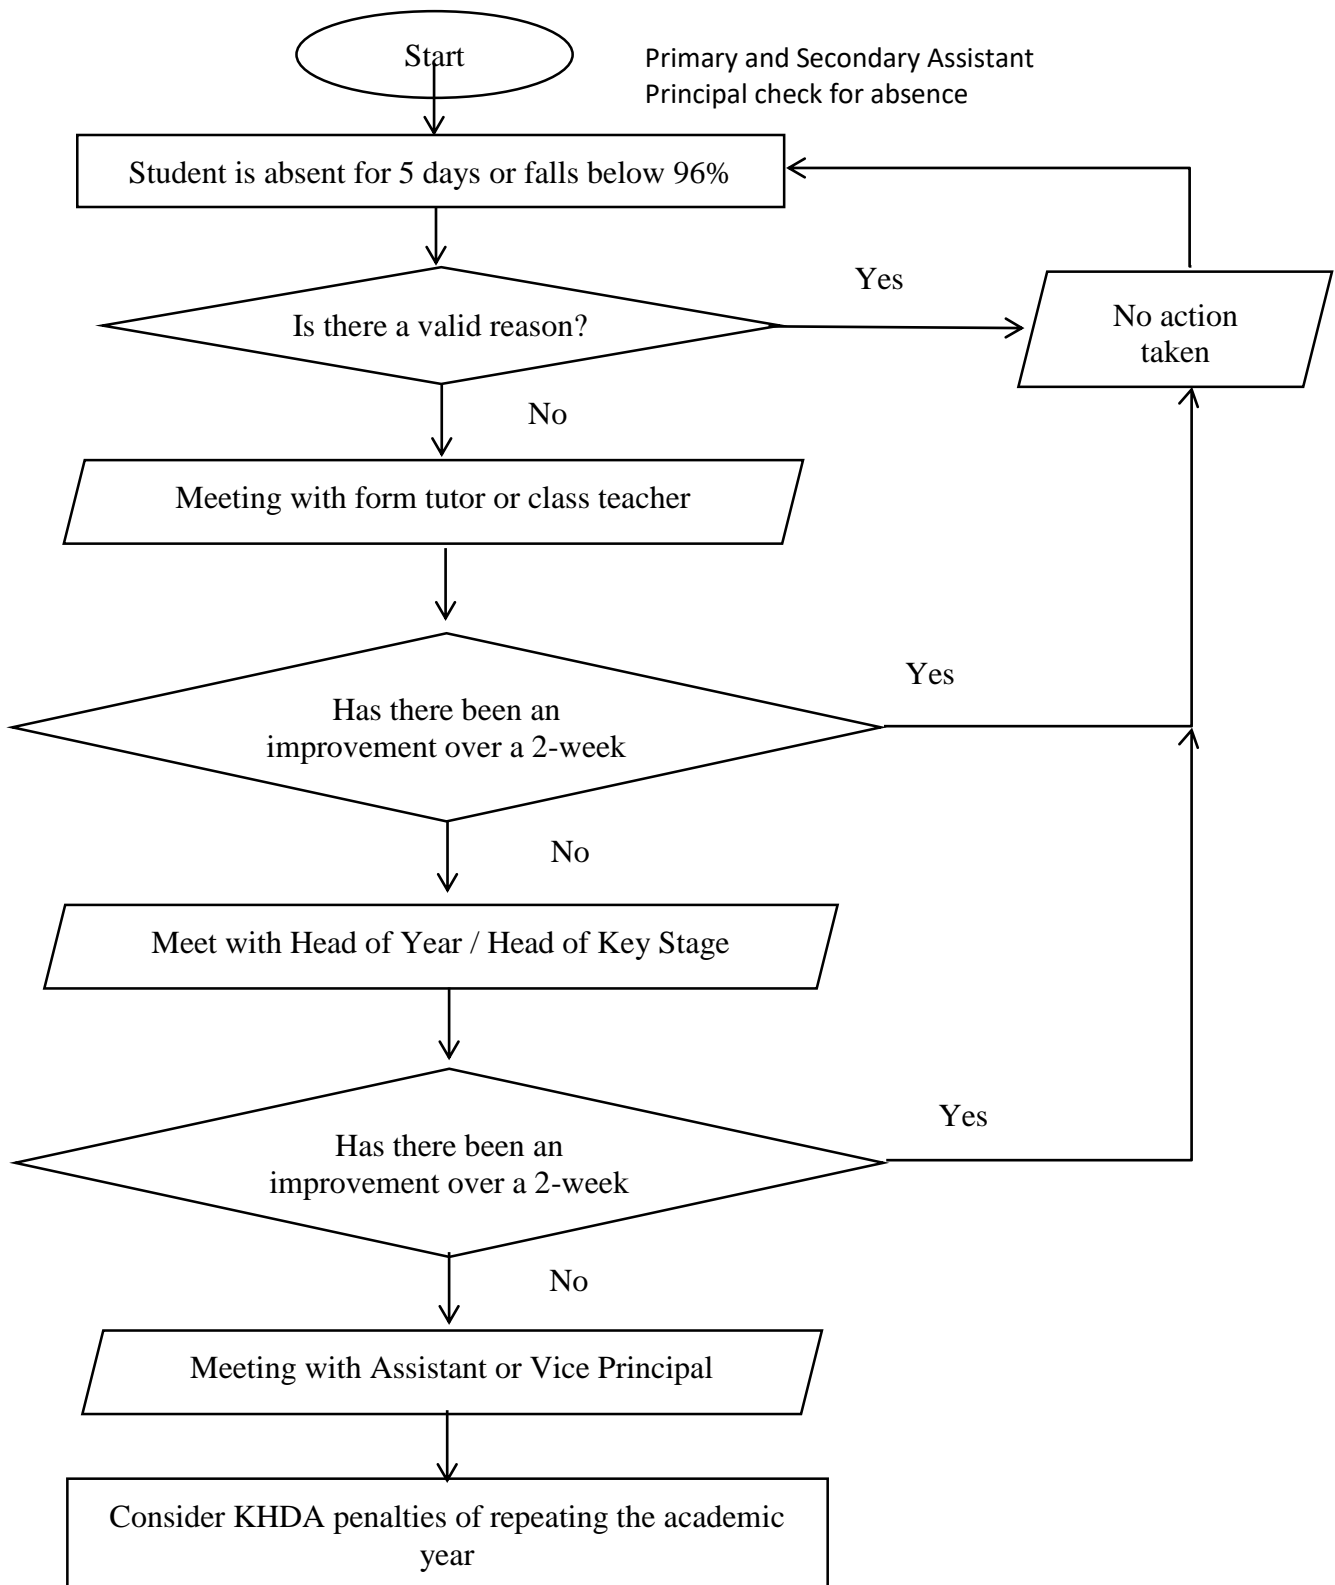 Start
Primary and Secondary Assistant
Principal check for absence
Student is absent for 5 days or falls below 96%
Yes
Is there a valid reason?
No action
taken
No
Meeting with form tutor or class teacher
Yes
Has there been an
improvement over a 2-week
No
Meet with Head of Year / Head of Key Stage
Yes
Has there been an
improvement over a 2-week
No
Meeting with Assistant or Vice Principal
Consider KHDA penalties of repeating the academic
year